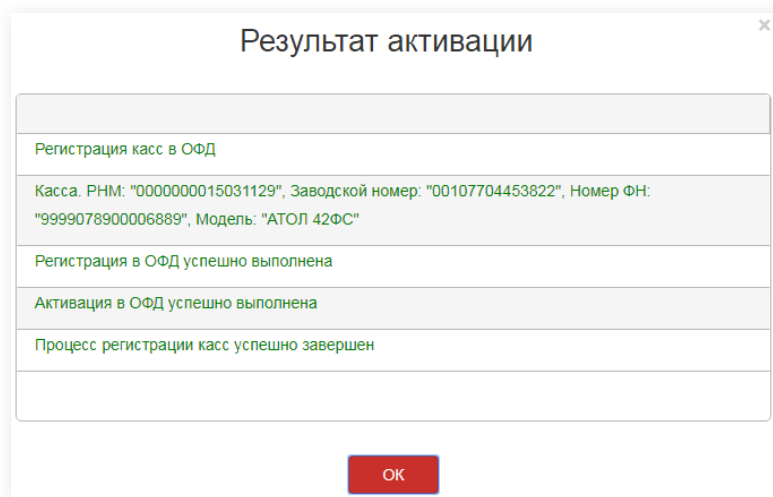 Результат активации
×
Регистрация касс в ОФД
Касса. РНМ: "0000000015031129", Заводской номер: "00107704453822", Номер ФН:
"9999078900006889", Модель: "АТОЛ 42ФС"
Регистрация в ОФД успешно выполнена
Активация в ОФД успешно выполнена
Процесс регистрации касс успешно завершен
ОК